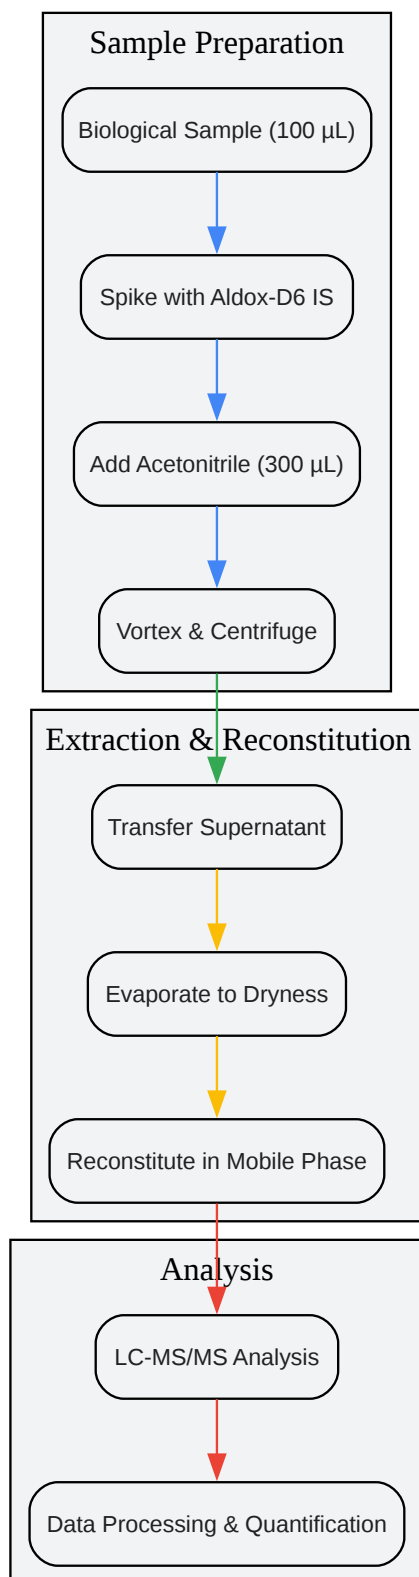 Sample Preparation
Biological Sample (100 µL)
Spike with Aldox-D6 IS
Add Acetonitrile (300 µL)
Vortex & Centrifuge
Extraction & Reconstitution
Transfer Supernatant
Evaporate to Dryness
Reconstitute in Mobile Phase
Analysis
LC-MS/MS Analysis
Data Processing & Quantification